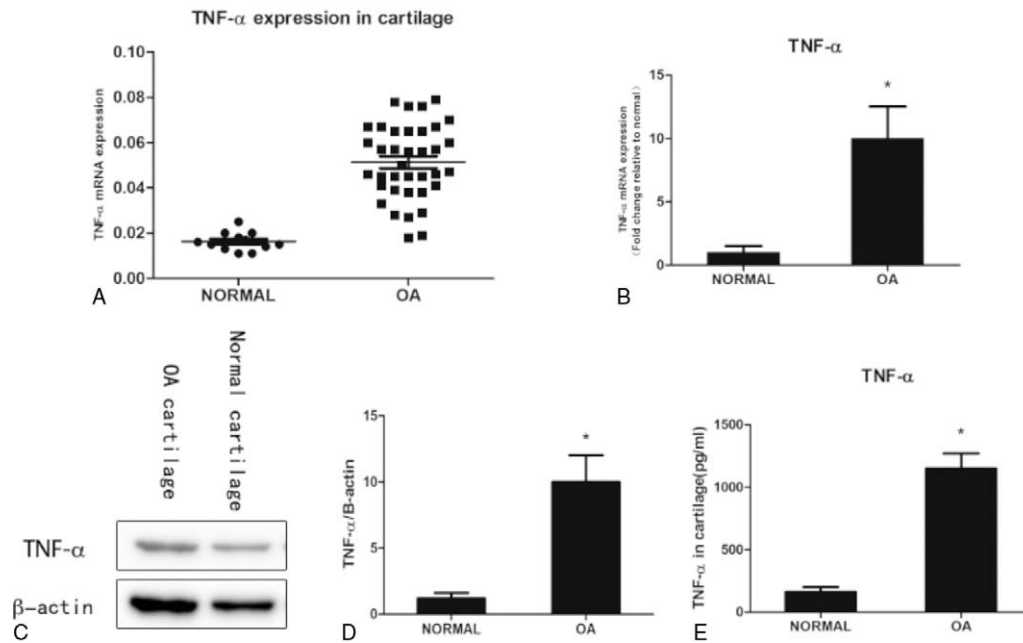 TNF-α expression in cartilage
TNF-α mRNA expression
0.10
0.08
0.06
0.04
0.02
0.00
NORMAL
OA
A
TNF-α
TNF-α mRNA expression
(Fold change relative to normal)
15
10
5
0
*
NORMAL
OA
B
OA cartilage
Normal cartilage
TNF-α
β-actin
C
TNF-α/B-actin
15
10
5
0
*
NORMAL
OA
D
TNF-α
TNF-α in cartilage(pg/ml)
1500
1000
500
0
*
NORMAL
OA
E